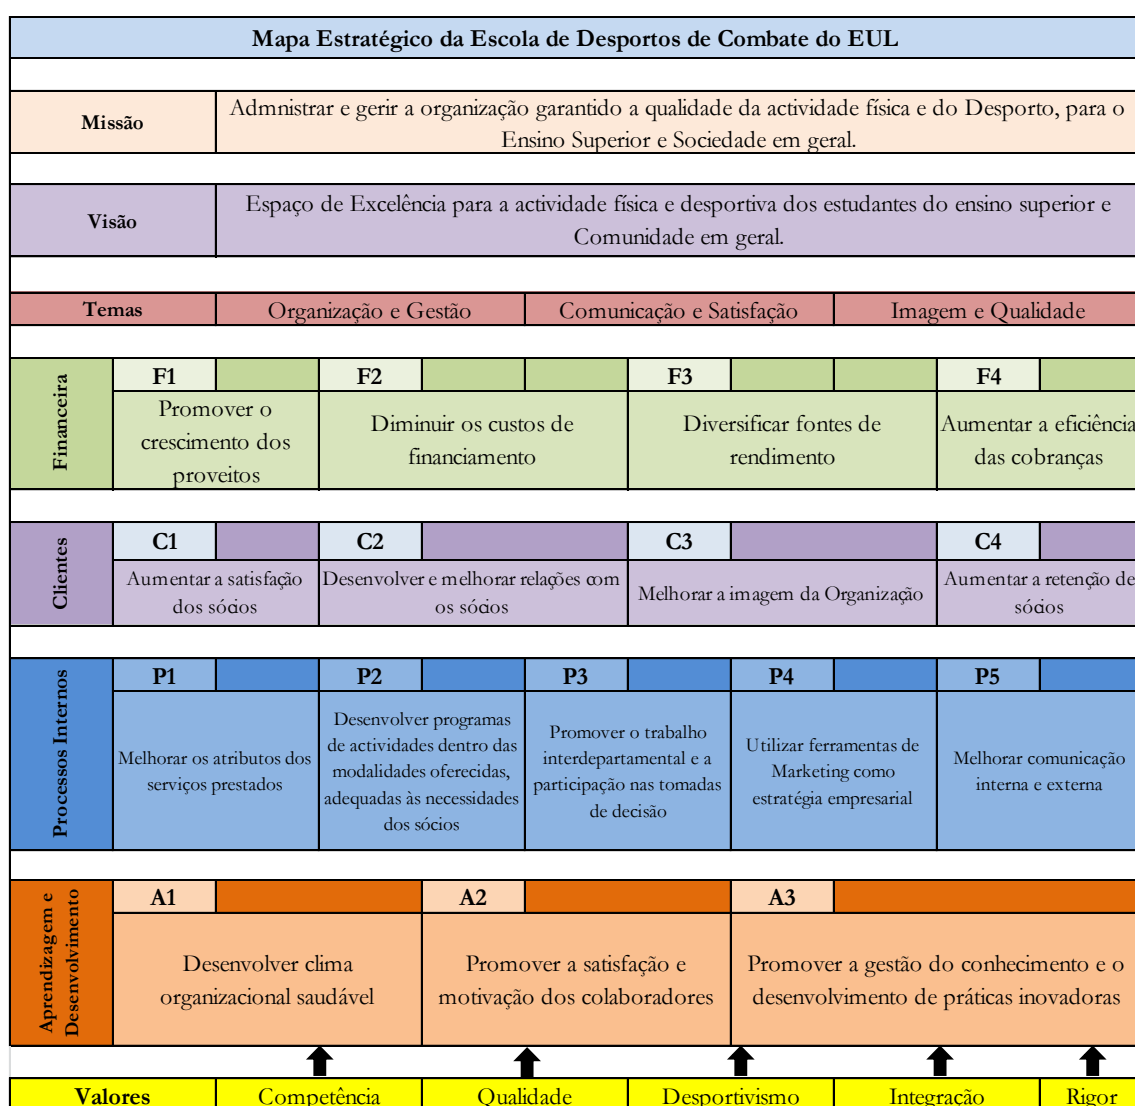 Mapa Estratégico da Escola de Desportos de Combate do EUL
Missão
Admnistrar e gerir a organização garantido a qualidade da actividade física e do Desporto, para o
Ensino Superior e Sociedade em geral.
Visão
Espaço de Excelência para a actividade física e desportiva dos estudantes do ensino superior e
Comunidade em geral.
Temas
Organização e Gestão
Comunicação e Satisfação
Imagem e Qualidade
Financeira
F1
Promover o
crescimento dos
proveitos
F2
Diminuir os custos de
financiamento
F3
Diversificar fontes de
rendimento
F4
Aumentar a eficiência
das cobranças
Clientes
C1
Aumentar a satisfação
dos sócios
C2
Desenvolver e melhorar relações com
os sócios
C3
Melhorar a imagem da Organização
C4
Aumentar a retenção de
sócios
Processos Internos
P1
Melhorar os atributos dos
serviços prestados
P2
Desenvolver programas
de actividades dentro das
modalidades oferecidas,
adequadas às necessidades
dos sócios
P3
Promover o trabalho
interdepartamental e a
participação nas tomadas
de decisão
P4
Utilizar ferramentas de
Marketing como
estratégia empresarial
P5
Melhorar comunicação
interna e externa
Aprendizagem e
Desenvolvimento
A1
Desenvolver clima
organizacional saudável
A2
Promover a satisfação e
motivação dos colaboradores
A3
Promover a gestão do conhecimento e o
desenvolvimento de práticas inovadoras
Valores
Competência
Qualidade
Desportivismo
Integração
Rigor